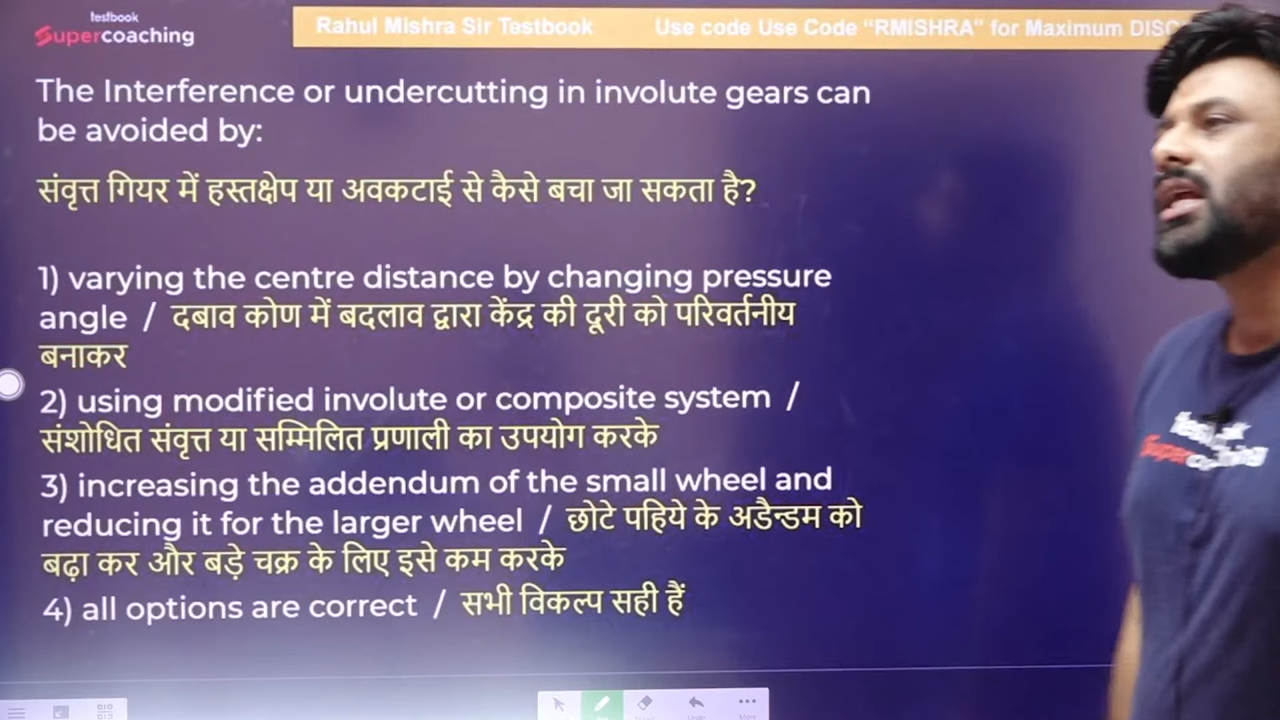 testbook
Supercoaching
Rahul Mishra Sir Testbook Use code Use Code "RMISHRA" for Maximum
The Interference or undercutting in involute gears can
be avoided by:
संवृत्त गियर में हस्तक्षेप या अवकटाई से कैसे बचा जा सकता है?
1) varying the centre distance by changing pressure
angle / दबाव कोण में बदलाव द्वारा केंद्र की दूरी को परिवर्तनीय
बनाकर
2) using modified involute or composite system /
संशोधित संवृत्त या सम्मिलित प्रणाली का उपयोग करके
3) increasing the addendum of the small wheel and
reducing it for the larger wheel / छोटे पहिये के अडैन्डम को
बढ़ा कर और बड़े चक्र के लिए इसे कम करके
4) all options are correct / सभी विकल्प सही हैं
Undo
More